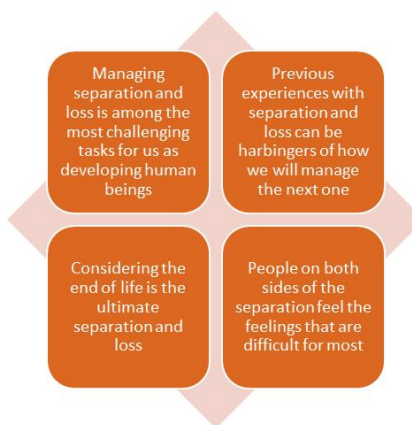 Managing
separation and
loss is among the
most challenging
tasks for us as
developing human
beings
Previous
experiences with
separation and
loss can be
harbingers of how
we will manage
the next one
Considering the
end of life is the
ultimate
separation and
loss
People on both
sides of the
separation feel the
feelings that are
difficult for most